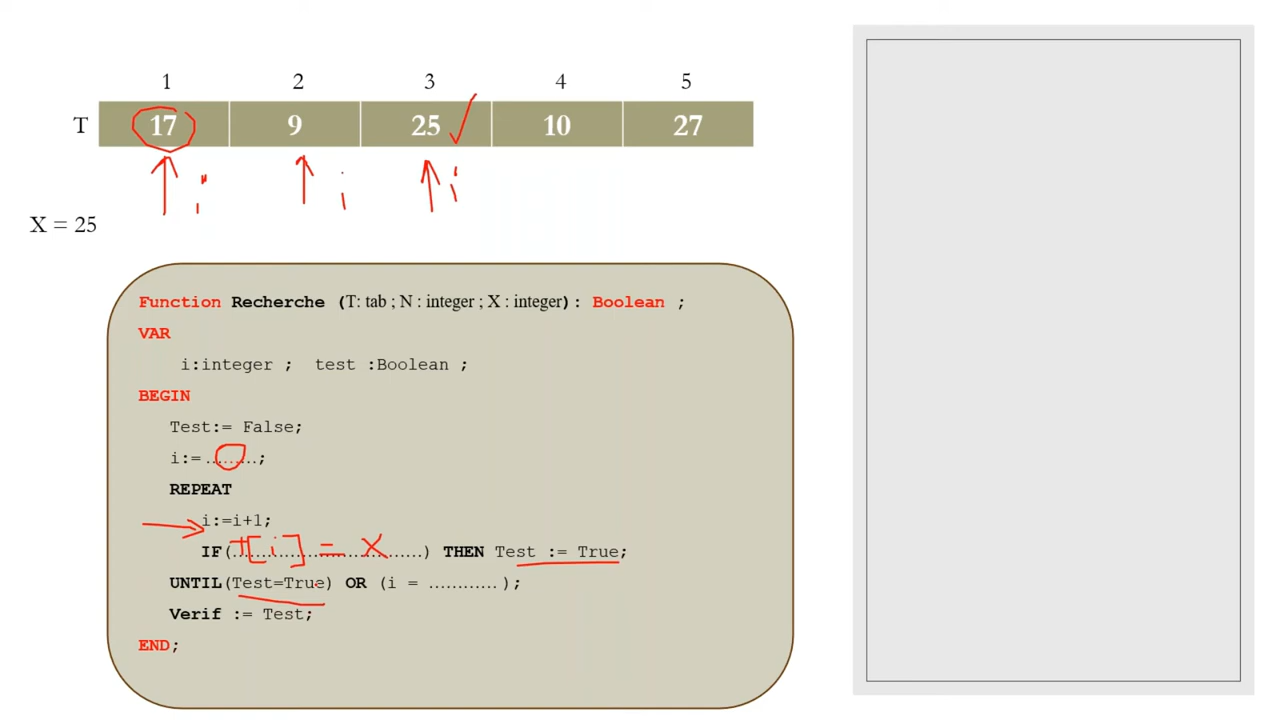 1 2 3 4 5
T 17 9 25 10 27
i i i
X = 25
Function Recherche (T: tab ; N : integer ; X : integer): Boolean ;
VAR
i:integer ; test :Boolean ;
BEGIN
Test:= False;
i:= ………;
REPEAT
i:=i+1;
IF(T[i] = X) THEN Test := True;
UNTIL(Test=True) OR (i = ………… );
Verif := Test;
END;